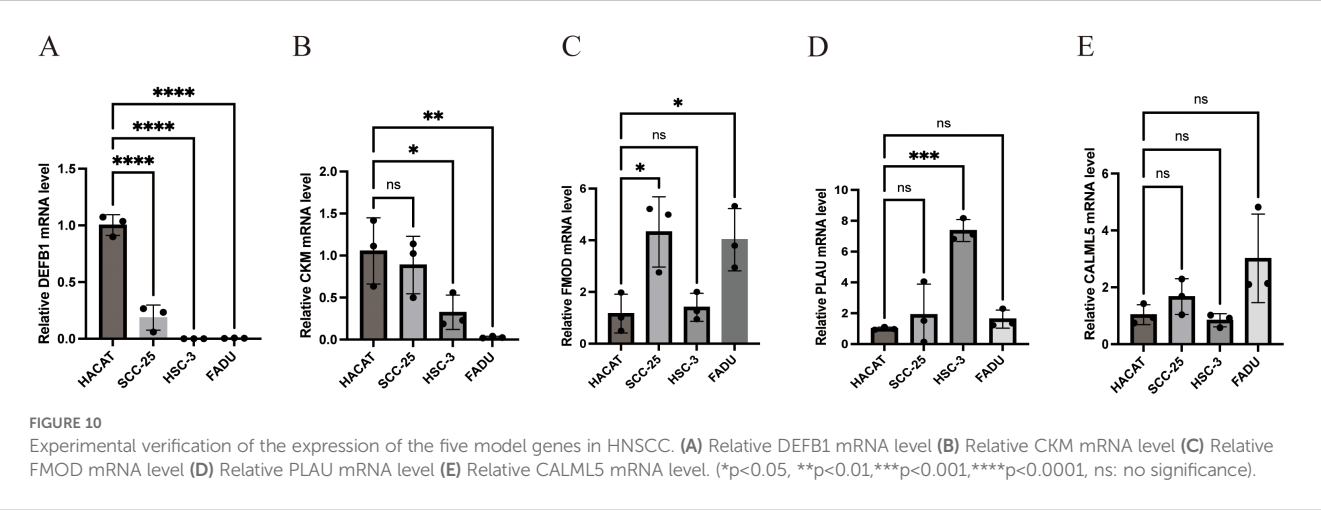 A
B
C
D
E
****
****
****
Relative DEFB1 mRNA level
1.5
1.0
0.5
0.0
HACAT
SCC-25
HSC-3
FADU
**
*
ns
Relative CKM mRNA level
2.0
1.5
1.0
0.5
0.0
HACAT
SCC-25
HSC-3
FADU
*
ns
*
Relative FMOD mRNA level
6
4
2
0
HACAT
SCC-25
HSC-3
FADU
ns
***
ns
Relative PLAU mRNA level
10
8
6
4
2
0
HACAT
SCC-25
HSC-3
FADU
ns
ns
ns
Relative CALML5 mRNA level
6
4
2
0
HACAT
SCC-25
HSC-3
FADU
FIGURE 10
Experimental verification of the expression of the five model genes in HNSCC. (A) Relative DEFB1 mRNA level (B) Relative CKM mRNA level (C) Relative
FMOD mRNA level (D) Relative PLAU mRNA level (E) Relative CALML5 mRNA level. (*p<0.05, **p<0.01,***p<0.001,****p<0.0001, ns: no significance).